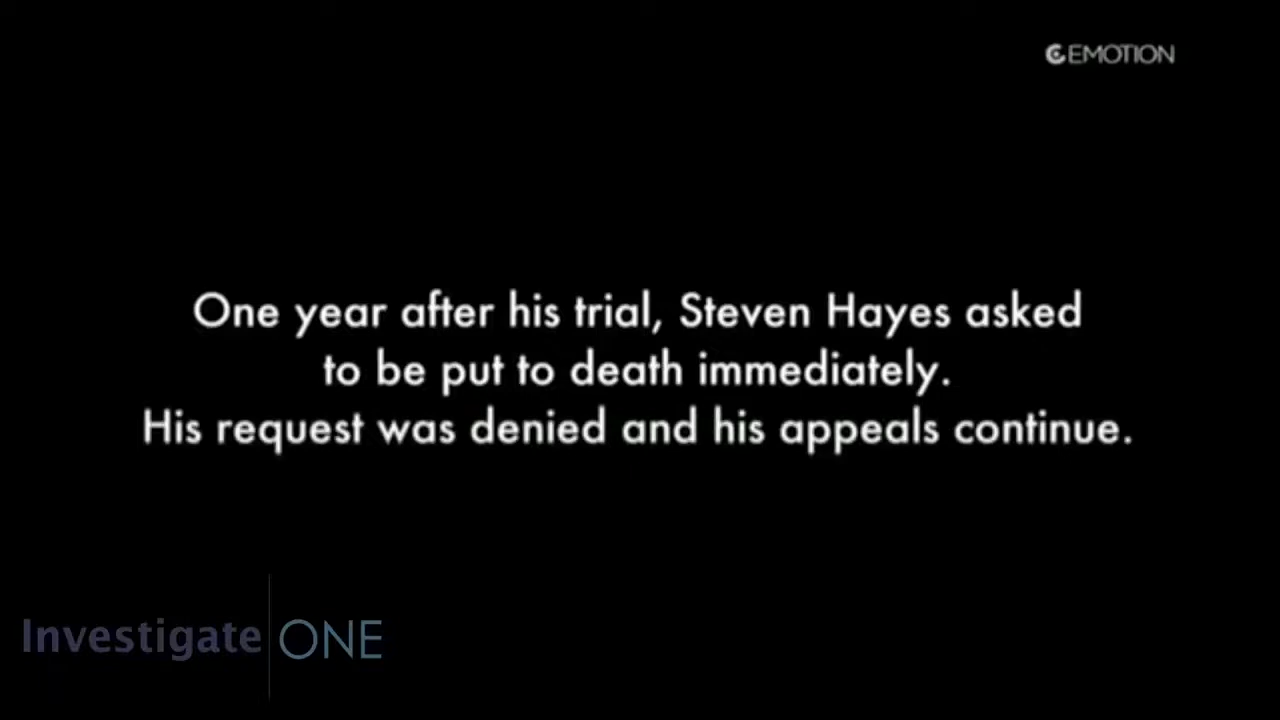 EMOTION
One year after his trial, Steven Hayes asked
to be put to death immediately.
His request was denied and his appeals continue.
Investigate ONE